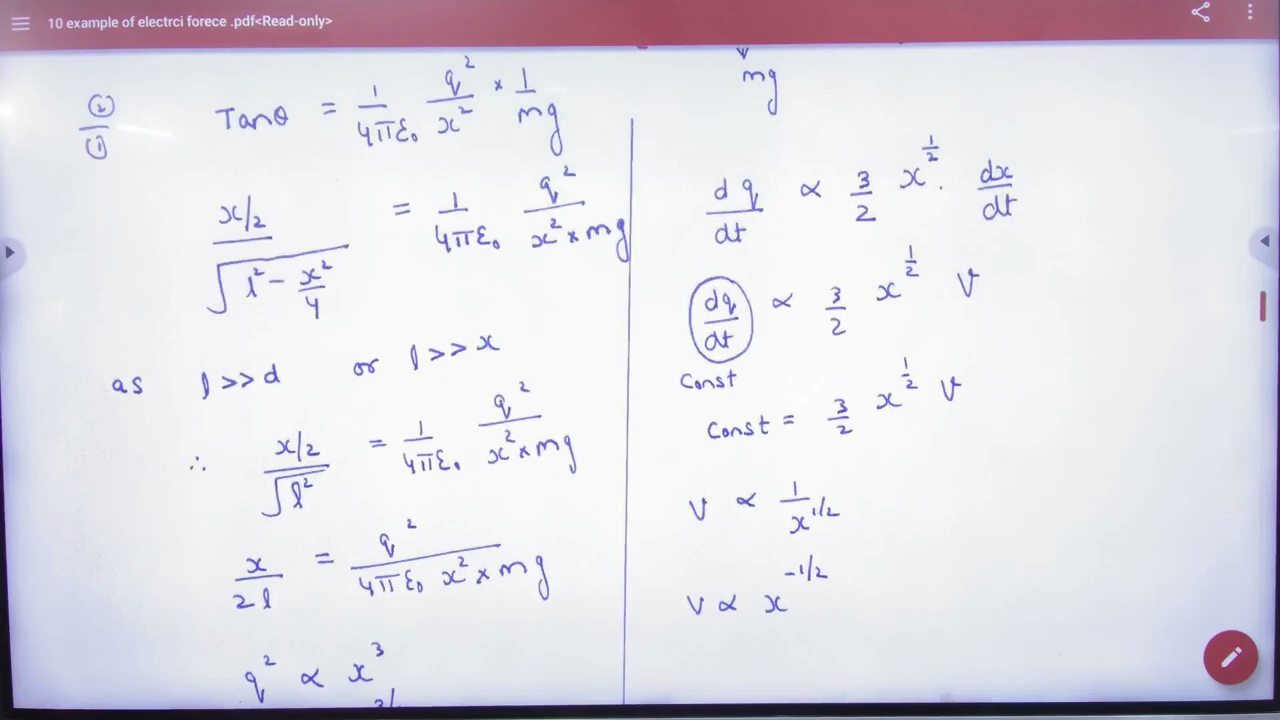 10 example of electrci forece .pdf<Read-only>
②/① Tanθ = 1/4πε₀ q²/x² × 1/mg
x/2 / √(l² - x²/4) = 1/4πε₀ q²/x² × mg
as l >> d or l >> x
∴ x/2 / √l² = 1/4πε₀ q²/x² × mg
x/2l = q²/4πε₀ x² × mg
q² ∝ x³
mg
dq/dt ∝ 3/2 x^1/2 . dx/dt
dq/dt ∝ 3/2 x^1/2 v
Const
Const = 3/2 x^1/2 v
v ∝ 1/x^1/2
v ∝ x^-1/2